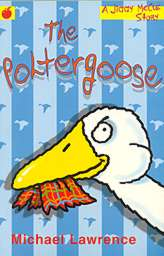 The
Poltergoose
A JIGGY McCUE
STORY
Michael Lawrence